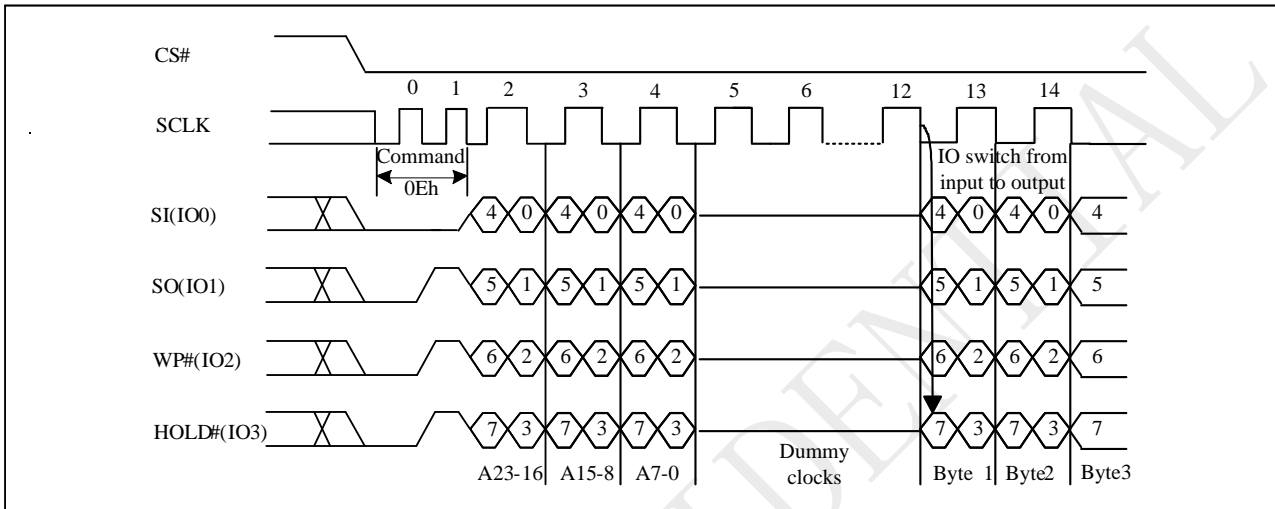 CS#
0 1 2 3 4 5 6 12 13 14
SCLK
Command
0Eh
IO switch from
input to output
SI(IO0) 4 0 4 0 4 0 4 0 4 0 4
SO(IO1) 5 1 5 1 5 1 5 1 5 1 5
WP#(IO2) 6 2 6 2 6 2 6 2 6 2 6
HOLD#(IO3) 7 3 7 3 7 3 7 3 7 3 7
Dummy
clocks
A23-16 A15-8 A7-0 Byte 1 Byte2 Byte3
DENTIAL